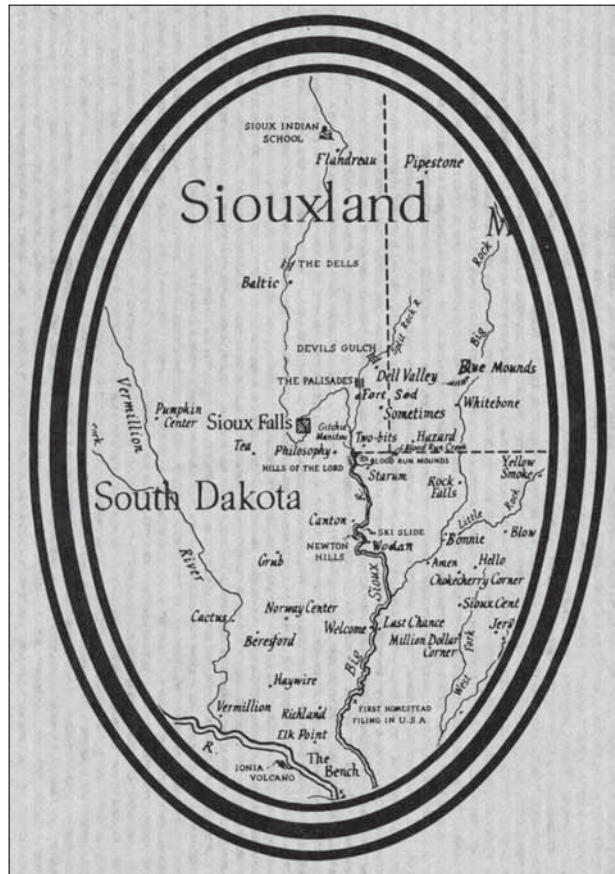 SIOUX INDIAN
SCHOOL
Flandreau
Pipestone
Siouxland
M
Rock
THE DELLS
Baltic
Split Rock R
Big
DEVILS GULCH
Dell Valley
Blue Mounds
THE PALISADES
Fort Sod
Whitebone
Vermillion
Pumpkin
Center
Sioux Falls
Sometimes
Gitchie
Manitou
Two-bits
Hazard
Blood Run Creek
Tea
Philosophy
HILLS OF THE LORD
BLOOD RUN MOUNDS
Yellow
Smoke
Starum
Rock
Falls
South Dakota
R.
Little
Rock
Canton
SKI SLIDE
NEWTON
HILLS
Wodan
Bonnie
Blow
River
Grub
Sioux
Amen
Hello
Chokecherry Corner
Cactus
Norway Center
Sioux Cent
Welcome
Last Chance
Jeru
Beresford
Million Dollar
Corner
Big
Fork
West
Haywire
Vermillion
Richland
FIRST HOMESTEAD
FILING IN U.S.A
Elk Point
R.
IONIA
VOLCANO
The
Bench